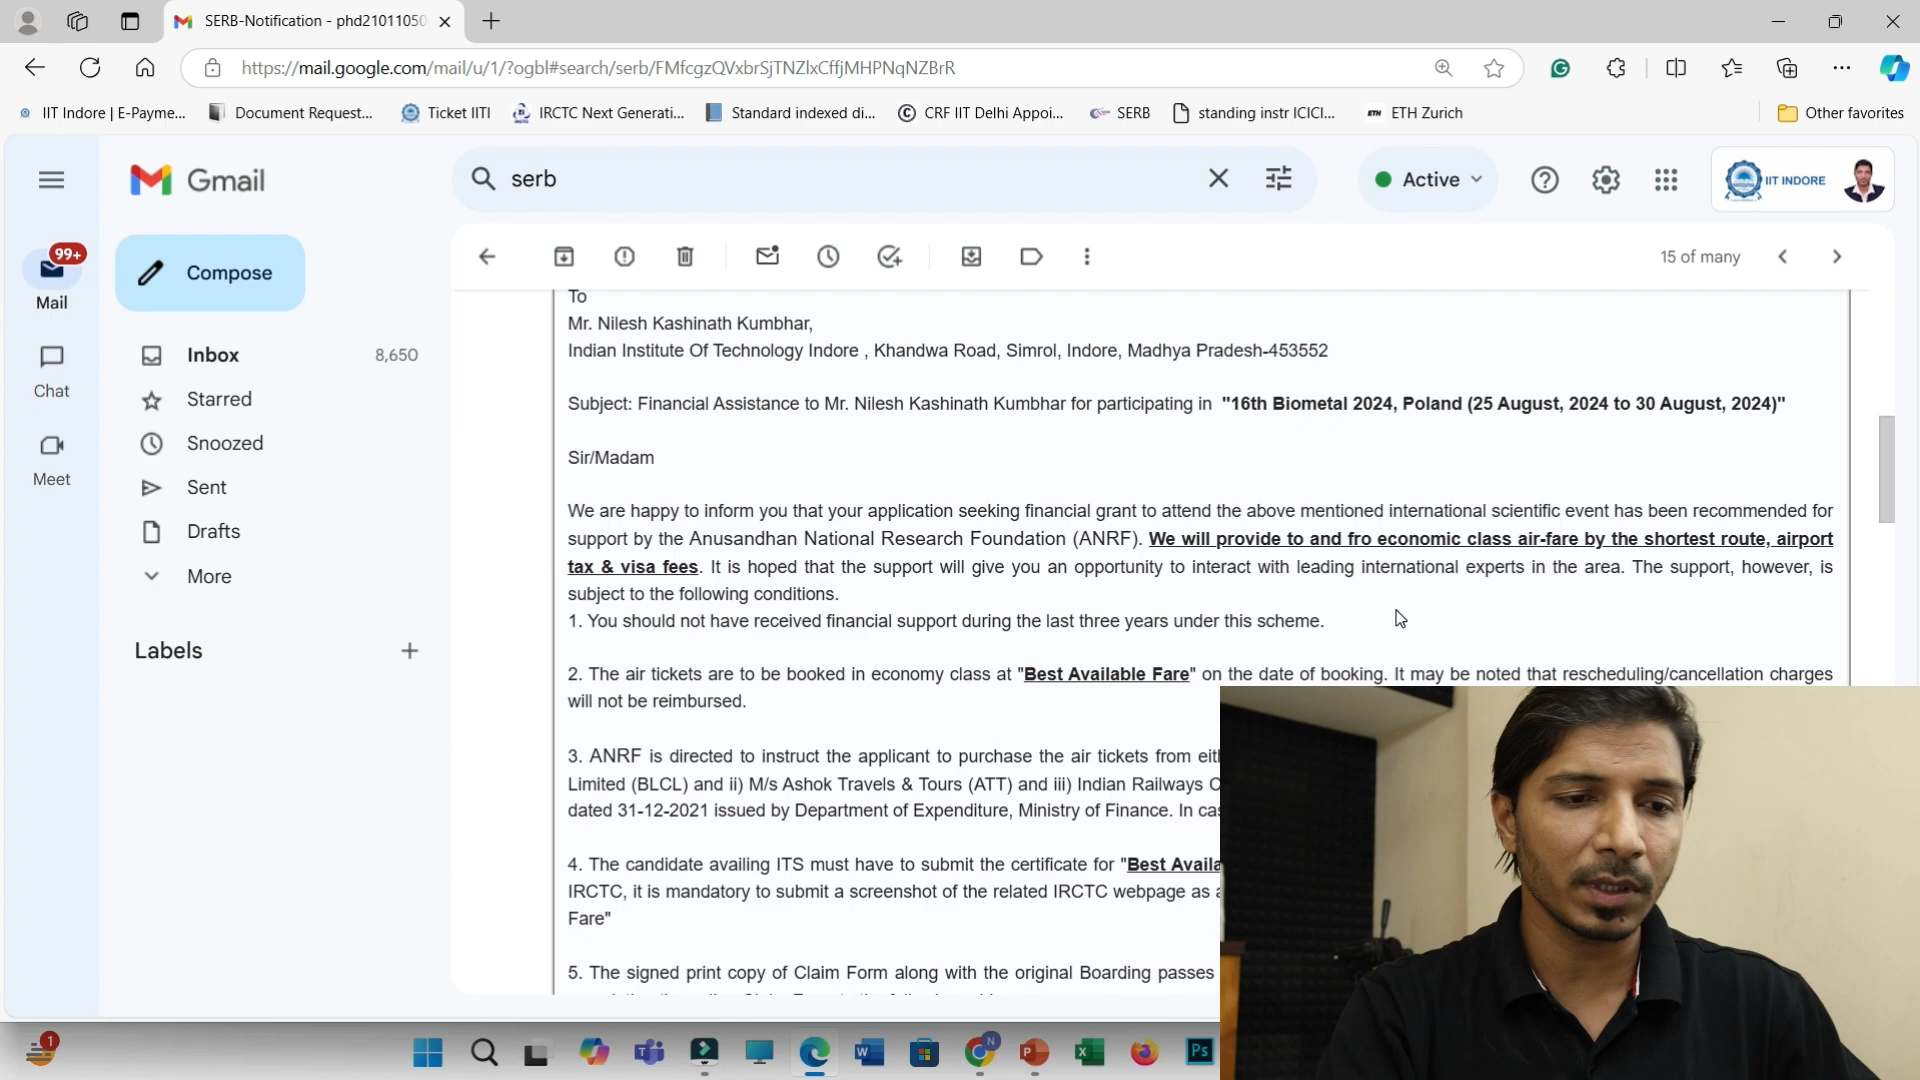 SERB-Notification - phd21011050
https://mail.google.com/mail/u/1/?ogbl#search/serb/FMfcgzQVxbrSjTNZlxCffjMHPNqNZBrR
IIT Indore | E-Payme...
Document Request...
Ticket IITI
IRCTC Next Generati...
Standard indexed di...
CRF IIT Delhi Appoi...
SERB
standing instr ICICI...
ETH Zurich
Other favorites
Gmail
serb
Active
IIT INDORE
99+
Mail
Chat
Meet
Compose
Inbox 8,650
Starred
Snoozed
Sent
Drafts
More
Labels
15 of many
To
Mr. Nilesh Kashinath Kumbhar,
Indian Institute Of Technology Indore , Khandwa Road, Simrol, Indore, Madhya Pradesh-453552
Subject: Financial Assistance to Mr. Nilesh Kashinath Kumbhar for participating in "16th Biometal 2024, Poland (25 August, 2024 to 30 August, 2024)"
Sir/Madam
We are happy to inform you that your application seeking financial grant to attend the above mentioned international scientific event has been recommended for
support by the Anusandhan National Research Foundation (ANRF). We will provide to and fro economic class air-fare by the shortest route, airport
tax & visa fees. It is hoped that the support will give you an opportunity to interact with leading international experts in the area. The support, however, is
subject to the following conditions.
1. You should not have received financial support during the last three years under this scheme.
2. The air tickets are to be booked in economy class at "Best Available Fare" on the date of booking. It may be noted that rescheduling/cancellation charges
will not be reimbursed.
3. ANRF is directed to instruct the applicant to purchase the air tickets from
Limited (BLCL) and ii) M/s Ashok Travels & Tours (ATT) and iii) Indian Railways
dated 31-12-2021 issued by Department of Expenditure, Ministry of Finance. In
4. The candidate availing ITS must have to submit the certificate for "Best
IRCTC, it is mandatory to submit a screenshot of the related IRCTC webpage as
Fare"
5. The signed print copy of Claim Form along with the original Boarding passes
1
N
Ps